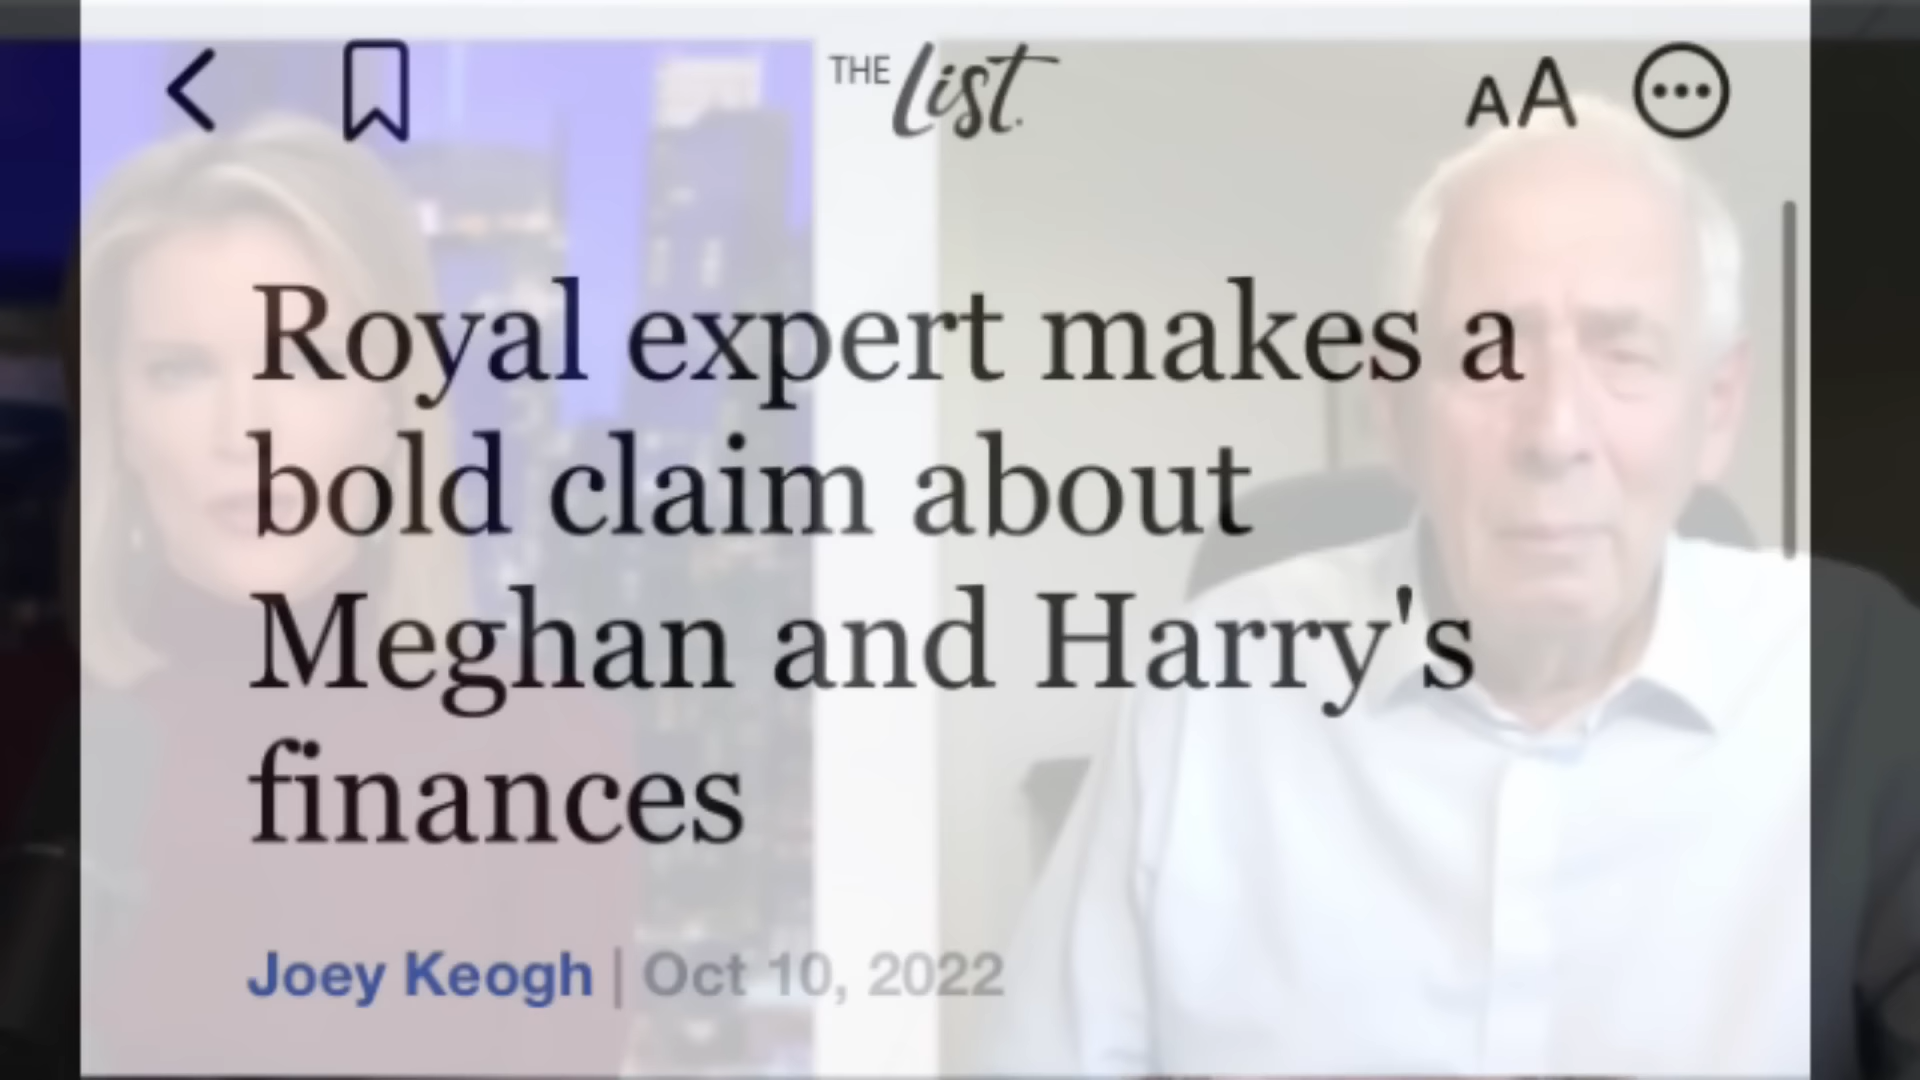 THE List.
AA
Royal expert makes a
bold claim about
Meghan and Harry's
finances
Joey Keogh | Oct 10, 2022